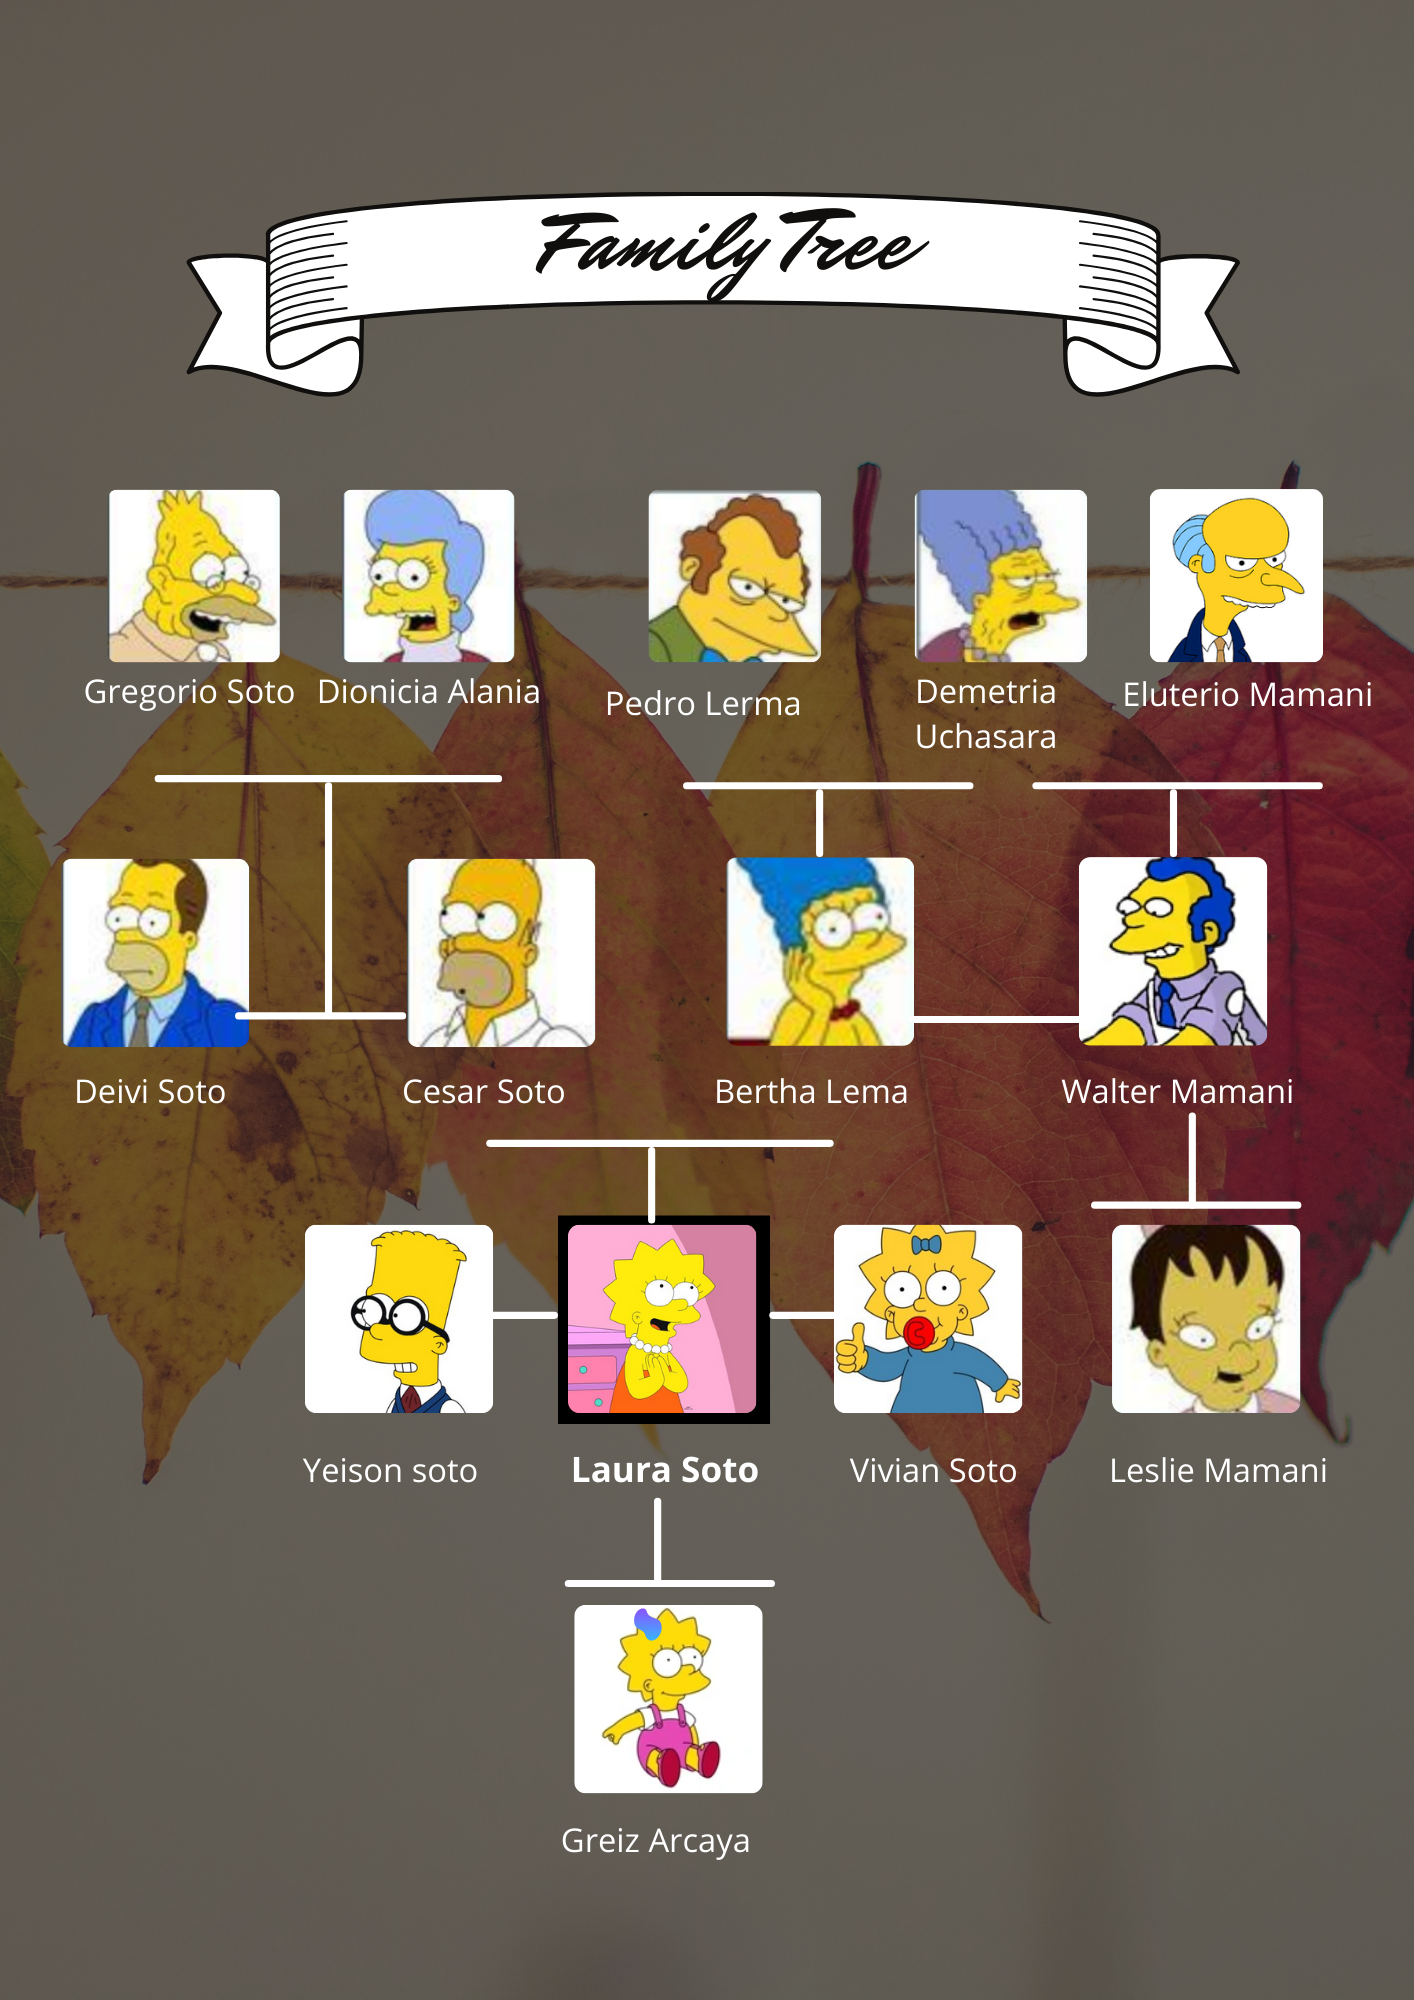 Family Tree
Gregorio Soto
Dionicia Alania
Pedro Lerma
Demetria
Uchasara
Eluterio Mamani
Deivi Soto
Cesar Soto
Bertha Lema
Walter Mamani
Yeison soto
Laura Soto
Vivian Soto
Leslie Mamani
Greiz Arcaya